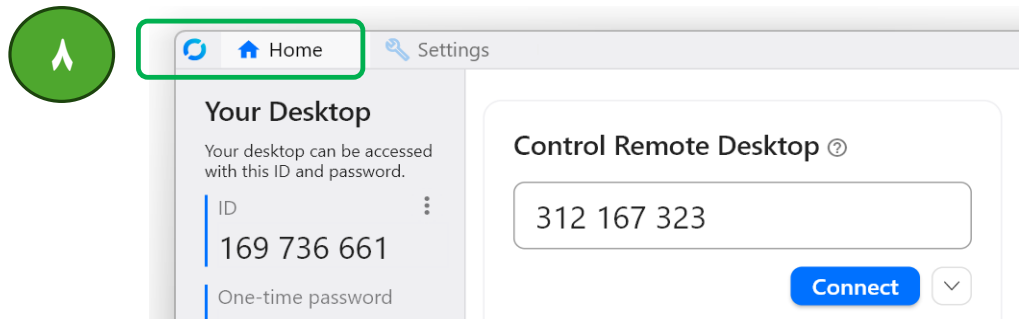 ۸
Home
Settings
Your Desktop
Your desktop can be accessed
with this ID and password.
ID
169 736 661
One-time password
Control Remote Desktop
312 167 323
Connect